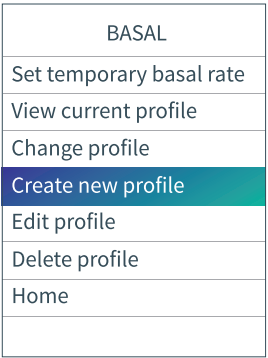 BASAL
Set temporary basal rate
View current profile
Change profile
Create new profile
Edit profile
Delete profile
Home